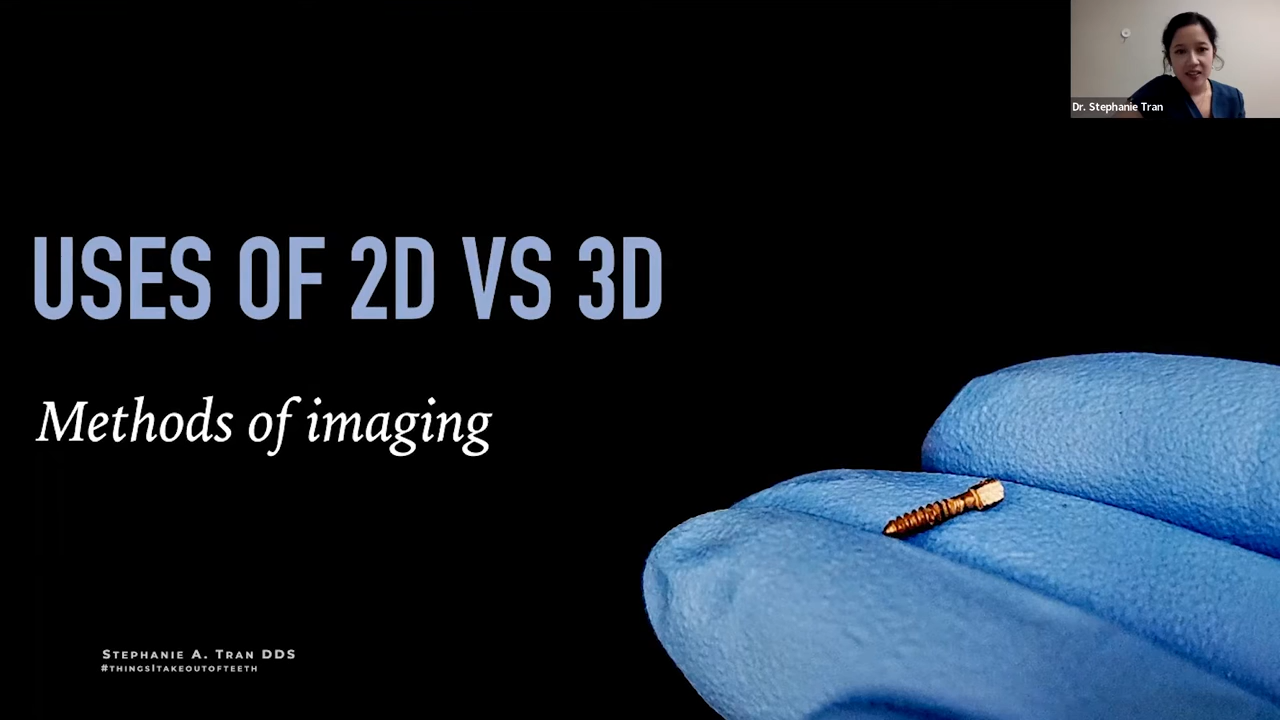 Dr. Stephanie Tran
USES OF 2D VS 3D
Methods of imaging
STEPHANIE A. TRAN DDS
#THINGSITAKEOUTOFTEETH